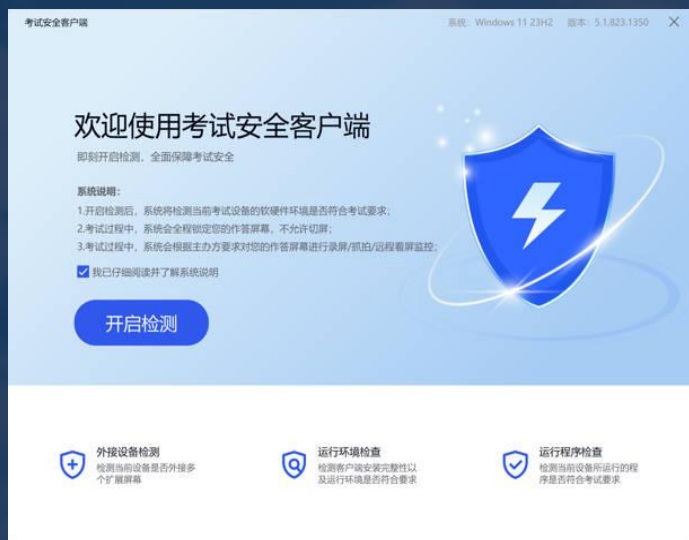 考试安全客户端
系统：Windows 11 23H2 版本：5.1.823.1350
欢迎使用考试安全客户端
即刻开启检测，全面保障考试安全
系统说明：
1.开启检测后，系统将检测当前考试设备的软硬件环境是否符合考试要求；
2.考试过程中，系统会全程锁定您的作答屏幕，不允许切屏；
3.考试过程中，系统会根据主办方要求对您的作答屏幕进行录屏/抓拍/远程看屏监控；
我已仔细阅读并了解系统说明
开启检测
外接设备检测
检测当前设备是否外接多
个扩展屏幕
运行环境检查
检测客户端安装完整性以
及运行环境是否符合要求
运行程序检查
检测当前设备所运行的程
序是否符合考试要求